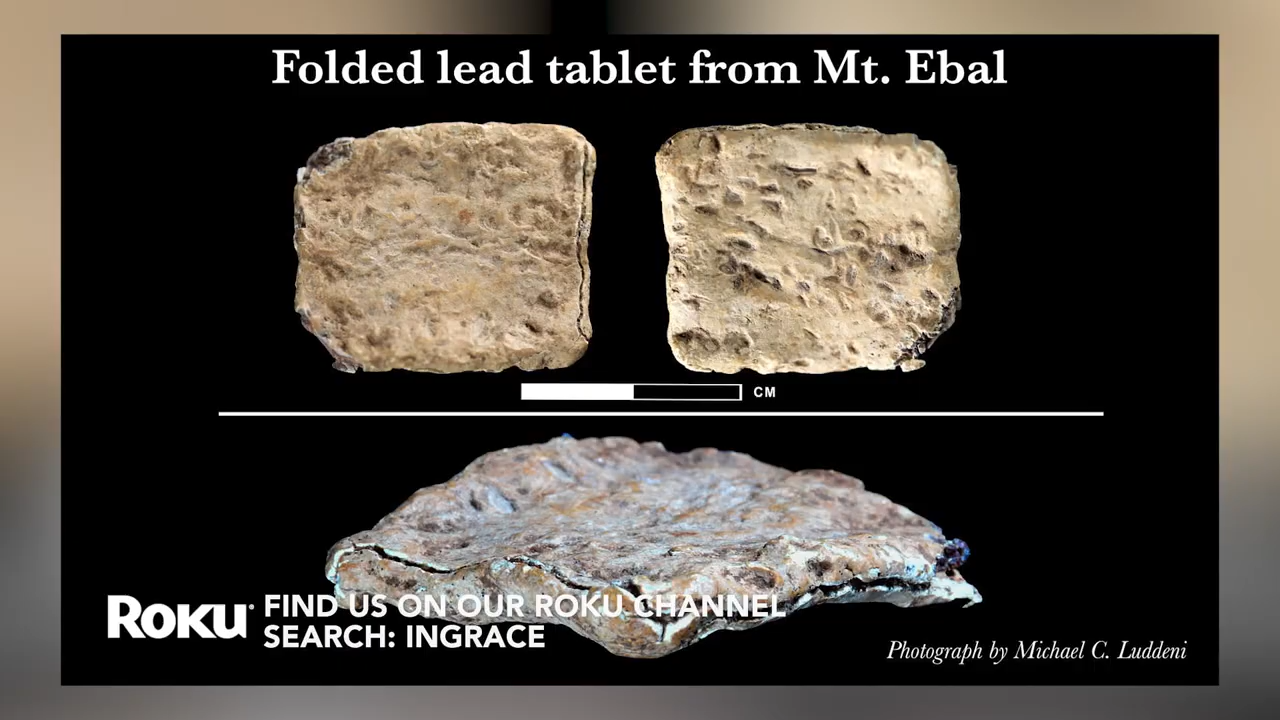 Folded lead tablet from Mt. Ebal
CM
ROKU FIND US ON OUR ROKU CHANNEL
SEARCH: INGRACE
Photograph by Michael C. Luddeni